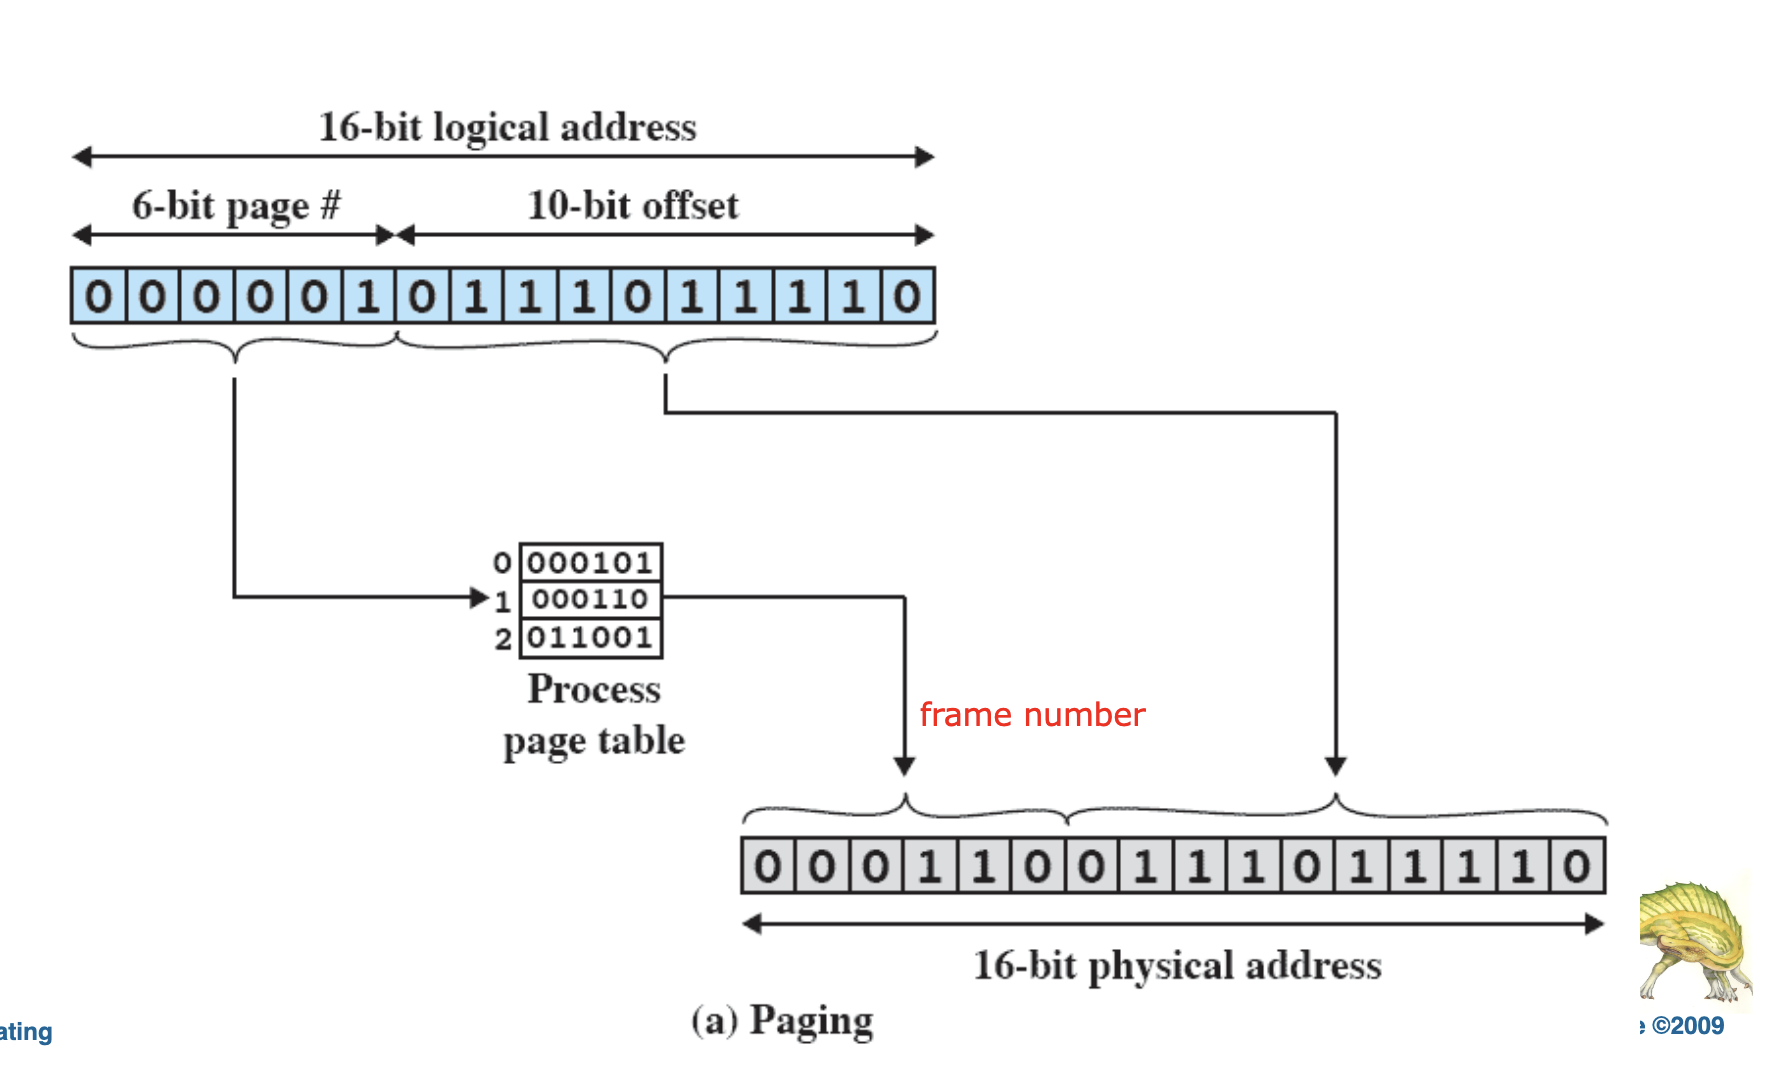 16-bit logical address
6-bit page # 10-bit offset
0 0 0 0 0 1 0 1 1 1 0 1 1 1 1 0
0 000101
1 000110
2 011001
Process
page table
frame number
0 0 0 1 1 0 0 1 1 1 0 1 1 1 1 0
16-bit physical address
(a) Paging
ating
e ©2009